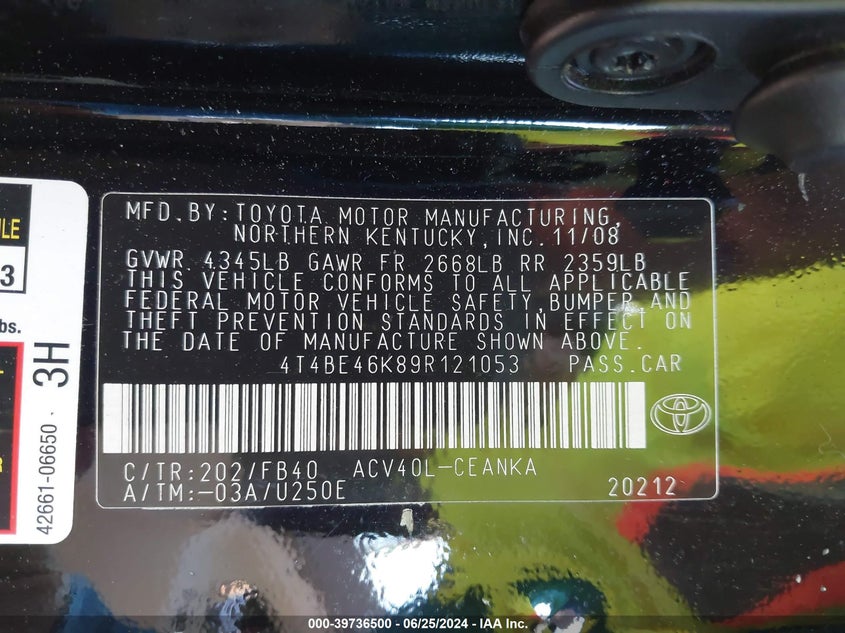 MFD.BY:TOYOTA MOTOR MANUFACTURING,
NORTHERN KENTUCKY,INC.11/08
GVWR 4345LB GAWR FR 2668LB RR 2359LB
THIS VEHICLE CONFORMS TO ALL APPLICABLE
FEDERAL MOTOR VEHICLE SAFETY,BUMPER,AND
THEFT PREVENTION STANDARDS IN EFFECT ON
THE DATE OF MANUFACTURE SHOWN ABOVE.
4T4BE46K89R121053 PASS.CAR
C/TR:202/FB40 ACV40L-CEANKA
A/TM:-03A/U250E 20212
3
bs.
42661-06650 · 3H
000-39736500 - 06/25/2024 - IAA Inc.